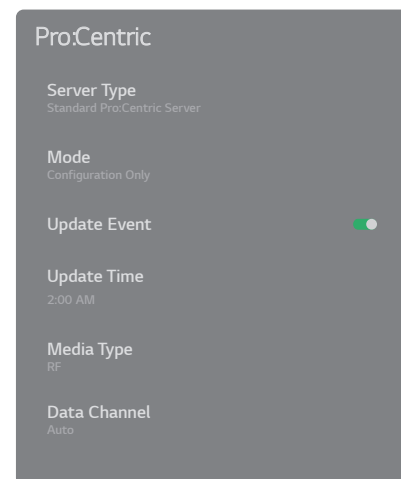 Pro:Centric
Server Type
Standard Pro:Centric Server
Mode
Configuration Only
Update Event
Update Time
2:00 AM
Media Type
RF
Data Channel
Auto